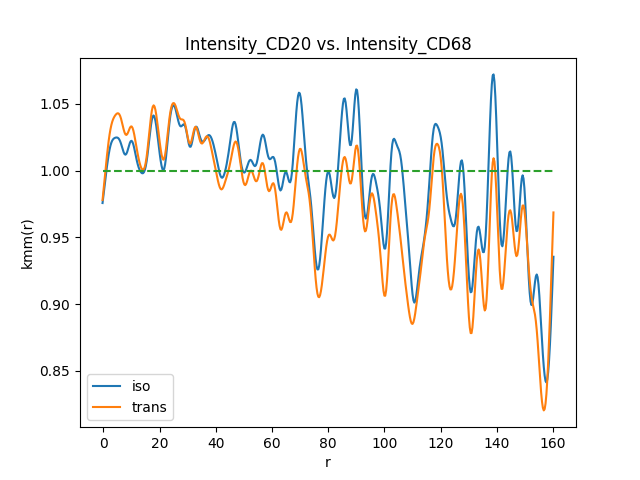 Intensity_CD20 vs. Intensity_CD68
kmm(r)
1.05
1.00
0.95
0.90
0.85
iso
trans
0 20 40 60 80 100 120 140 160
r